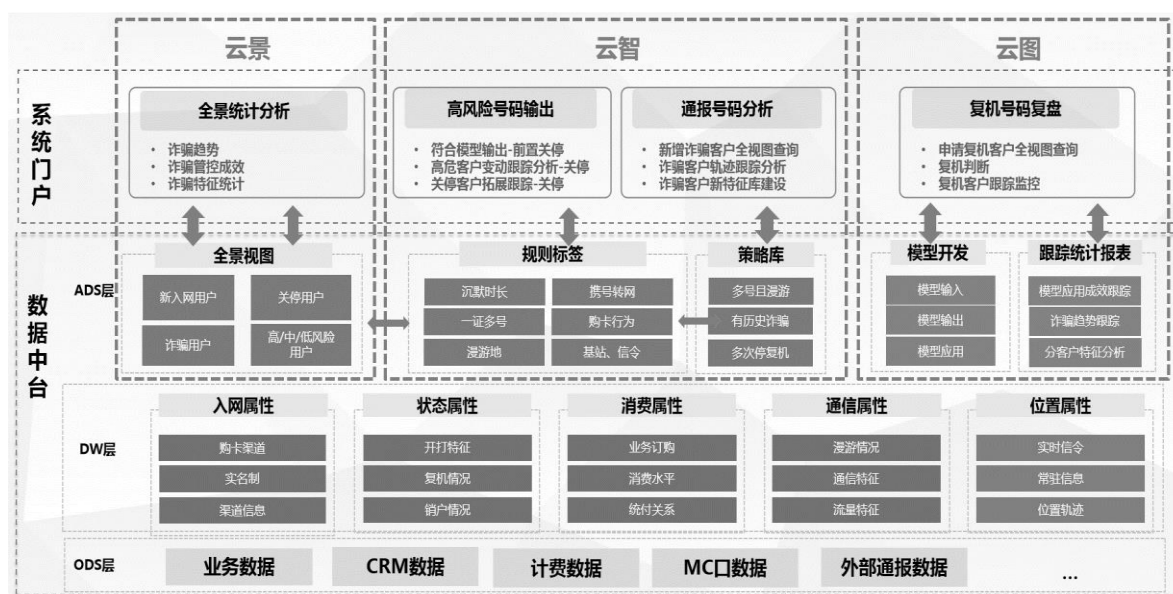 云景
云智
云图
系统门户
全景统计分析
• 诈骗趋势
• 诈骗管控成效
• 诈骗特征统计
高风险号码输出
• 符合模型输出-前置关停
• 高危客户变动跟踪分析-关停
• 关停客户拓展跟踪-关停
通报号码分析
• 新增诈骗客户全视图查询
• 诈骗客户轨迹跟踪分析
• 诈骗客户新特征库建设
复机号码复盘
• 申请复机客户全视图查询
• 复机判断
• 复机客户跟踪监控
数据中台
ADS层
全景视图
新入网用户
关停用户
诈骗用户
高/中/低风险
用户
规则标签
沉默时长
携号转网
一证多号
购卡行为
漫游地
基站、信令
策略库
多号且漫游
有历史诈骗
多次停复机
模型开发
模型输入
模型输出
模型应用
跟踪统计报表
模型应用成效跟踪
诈骗趋势跟踪
分客户特征分析
DW层
入网属性
购卡渠道
实名制
渠道信息
状态属性
开打特征
复机情况
销户情况
消费属性
业务订购
消费水平
统付关系
通信属性
漫游情况
通信特征
流量特征
位置属性
实时信令
常驻信息
位置轨迹
ODS层
业务数据
CRM数据
计费数据
MC口数据
外部通报数据
...